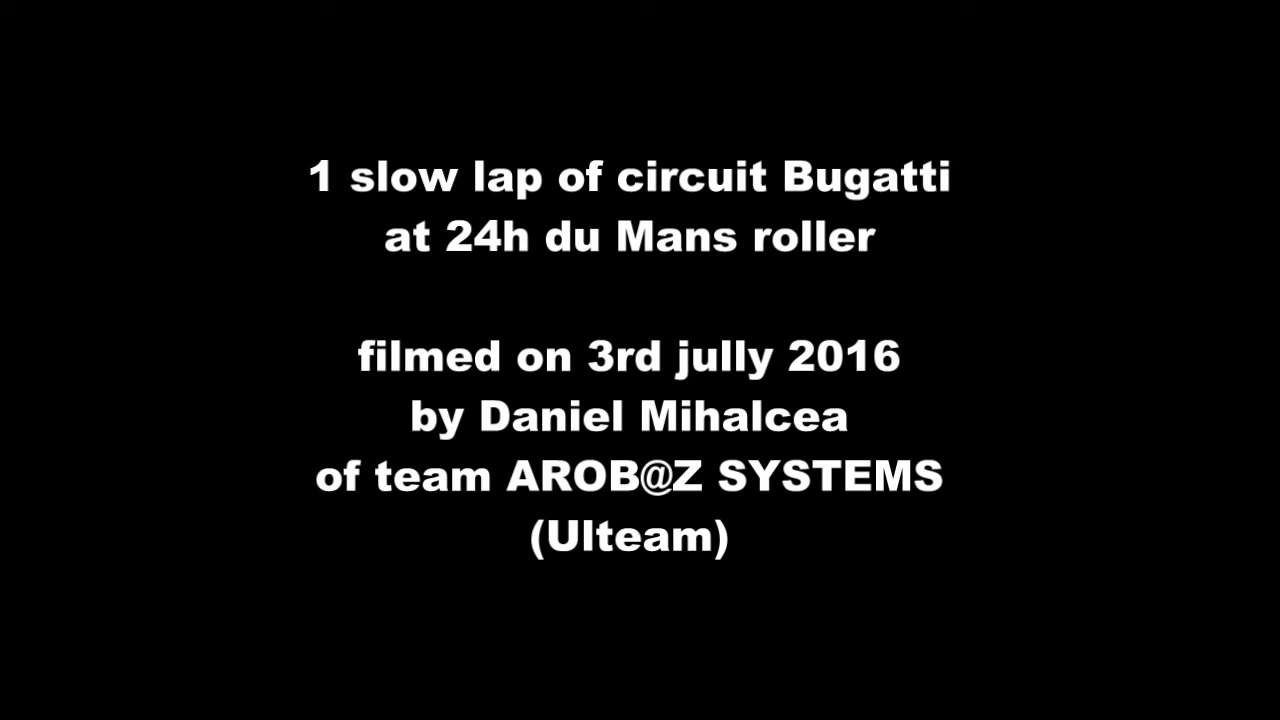 1 slow lap of circuit Bugatti
at 24h du Mans roller
filmed on 3rd jully 2016
by Daniel Mihalcea
of team AROB@Z SYSTEMS
(Ulteam)